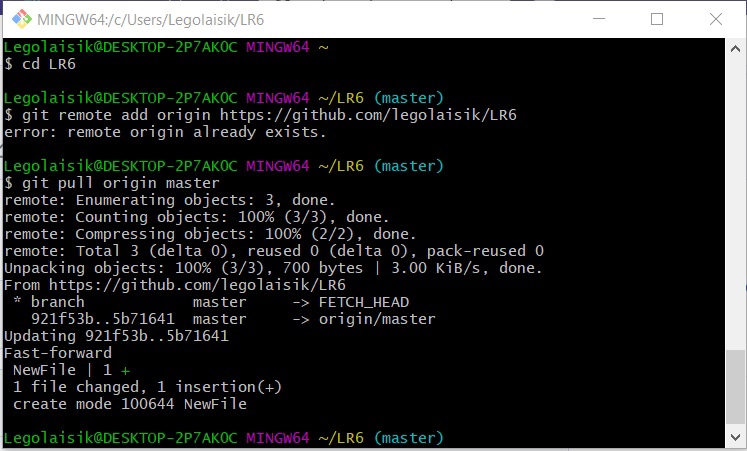 MINGW64:/c/Users/Legolaisik/LR6
Legolaisik@DESKTOP-2P7AKOC MINGW64 ~
$ cd LR6
Legolaisik@DESKTOP-2P7AKOC MINGW64 ~/LR6 (master)
$ git remote add origin https://github.com/legolaisik/LR6
error: remote origin already exists.
Legolaisik@DESKTOP-2P7AKOC MINGW64 ~/LR6 (master)
$ git pull origin master
remote: Enumerating objects: 3, done.
remote: Counting objects: 100% (3/3), done.
remote: Compressing objects: 100% (2/2), done.
remote: Total 3 (delta 0), reused 0 (delta 0), pack-reused 0
Unpacking objects: 100% (3/3), 700 bytes | 3.00 KiB/s, done.
From https://github.com/legolaisik/LR6
 * branch            master     -> FETCH_HEAD
   921f53b..5b71641  master     -> origin/master
Updating 921f53b..5b71641
Fast-forward
 NewFile | 1 +
 1 file changed, 1 insertion(+)
 create mode 100644 NewFile
Legolaisik@DESKTOP-2P7AKOC MINGW64 ~/LR6 (master)